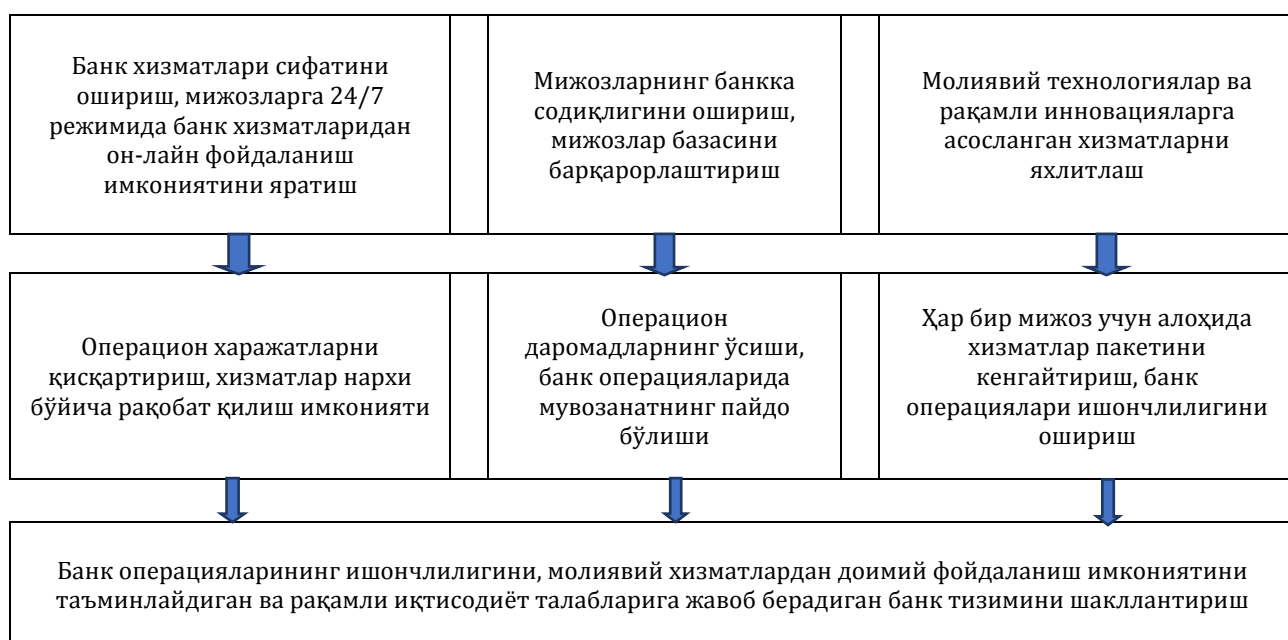 Банк хизматлари сифатини
ошириш, мижозларга 24/7
режимида банк хизматларидан
он-лайн фойдаланиш
имкониятини яратиш
Мижозларнинг банкка
содиқлигини ошириш,
мижозлар базасини
барқарорлаштириш
Молиявий технологиялар ва
рақамли инновацияларга
асосланган хизматларни
яхлитлаш
Операцион харажатларни
қисқартириш, хизматлар нархи
бўйича рақобат қилиш имконияти
Операцион
даромадларнинг ўсиши,
банк операцияларида
мувозанатнинг пайдо
бўлиши
Ҳар бир мижоз учун алоҳида
хизматлар пакетини
кенгайтириш, банк
операциялари ишончлилигини
ошириш
Банк операцияларининг ишончлилигини, молиявий хизматлардан доимий фойдаланиш имкониятини
таъминлайдиган ва рақамли иқтисодиёт талабларига жавоб берадиган банк тизимини шакллантириш